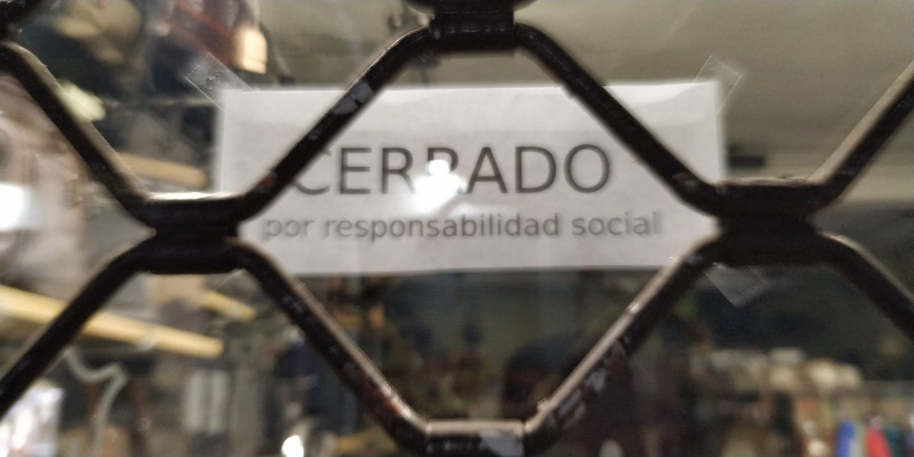 CERRADO
por responsabilidad social